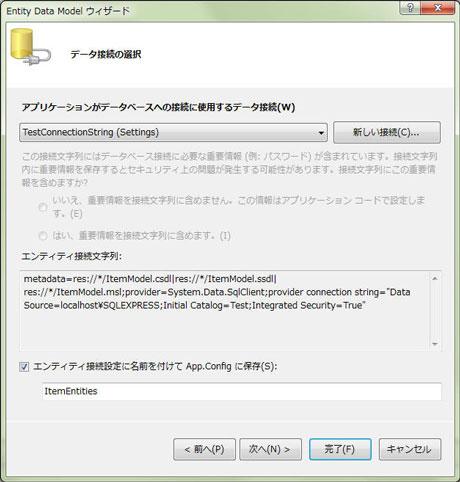 Entity Data Model ウィザード
データ接続の選択
アプリケーションがデータベースへの接続に使用するデータ接続(W)
TestConnectionString (Settings)
新しい接続(C)...
この接続文字列にはデータベース接続に必要な重要情報 (例: パスワード) が含まれています。接続文字列
内に重要情報を保存するとセキュリティ上の問題が発生する可能性があります。接続文字列にこの重要情
報を含めますか?
いいえ、重要情報を接続文字列に含めません。この情報はアプリケーション コードで設定しま
す。(E)
はい、重要情報を接続文字列に含めます。(I)
エンティティ接続文字列:
metadata=res://*/ItemModel.csdl|res://*/ItemModel.ssdl|
res://*/ItemModel.msl;provider=System.Data.SqlClient;provider connection string="Data
Source=localhost¥SQLEXPRESS;Initial Catalog=Test;Integrated Security=True"
エンティティ接続設定に名前を付けて App.Config に保存(S):
ItemEntities
< 前へ(P)
次へ(N) >
完了(F)
キャンセル